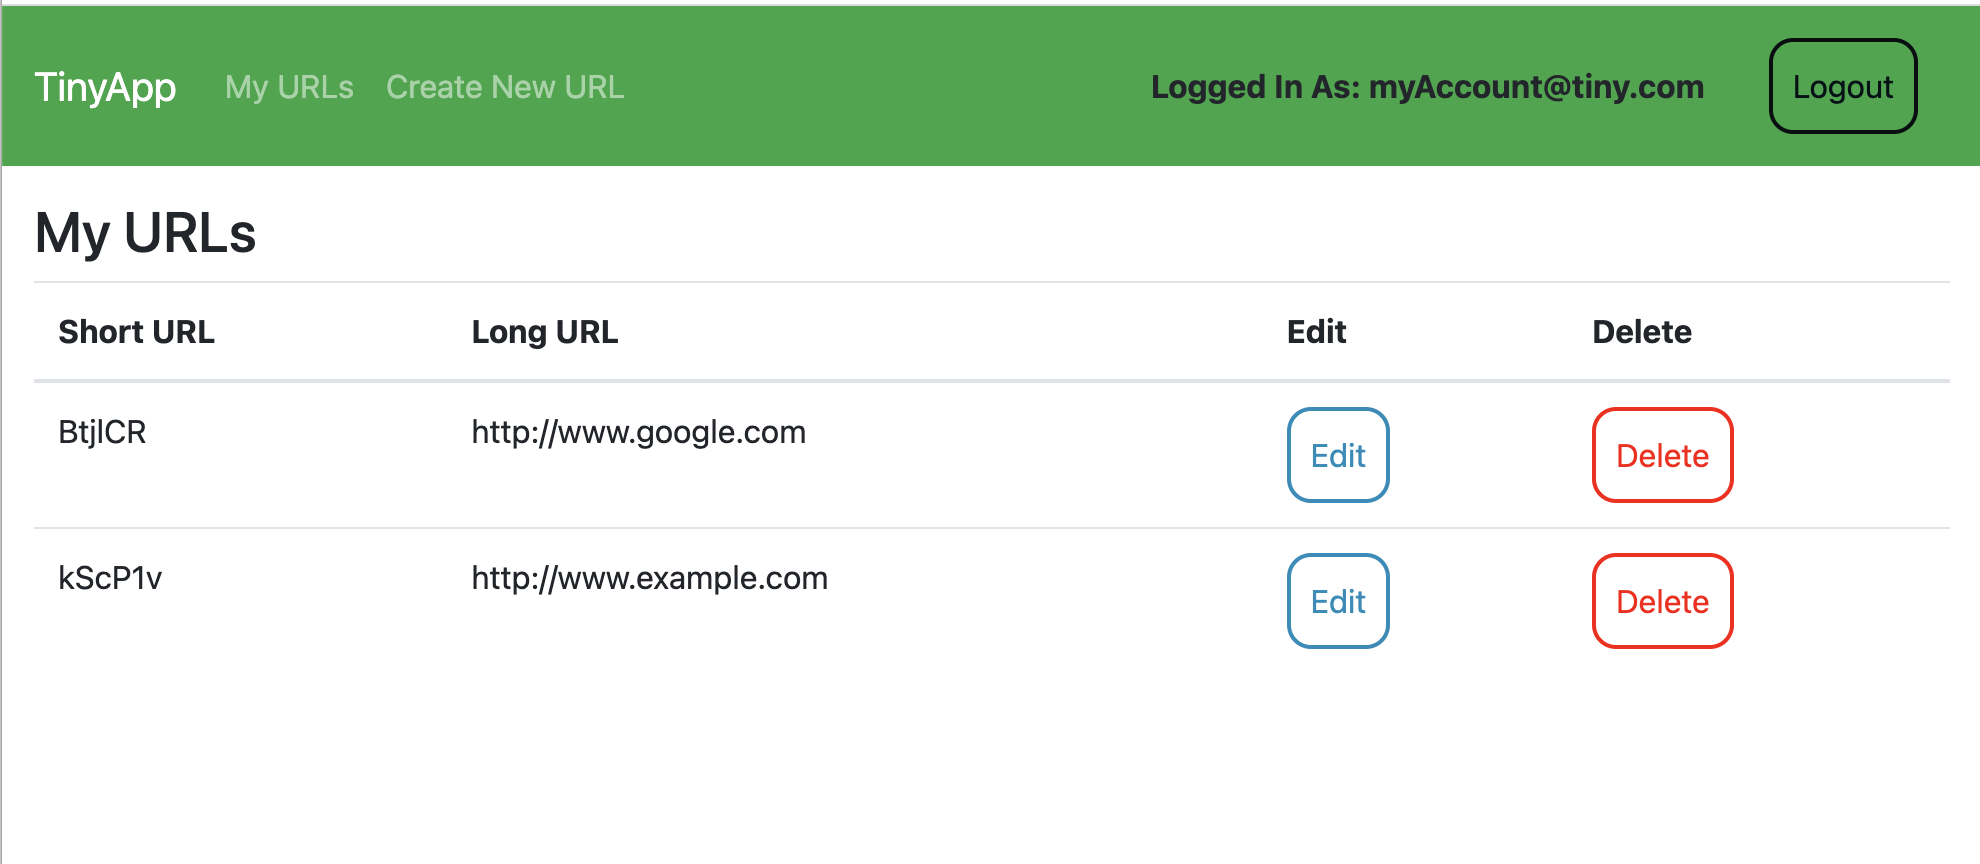 TinyApp My URLs Create New URL Logged In As: myAccount@tiny.com Logout
My URLs
Short URL Long URL Edit Delete
BtjlCR http://www.google.com Edit Delete
kScP1v http://www.example.com Edit Delete